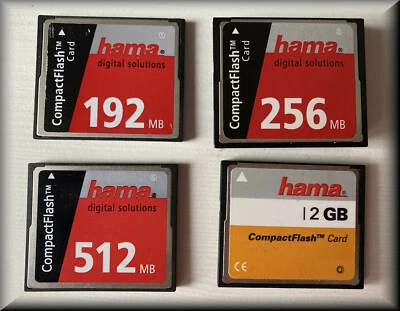 CompactFlash™
Card
hama
digital solutions
192 MB
CompactFlash™
Card
hama
digital solutions
256 MB
CompactFlash™
Card
hama
digital solutions
512 MB
hama
2 GB
CompactFlash™ Card
CE